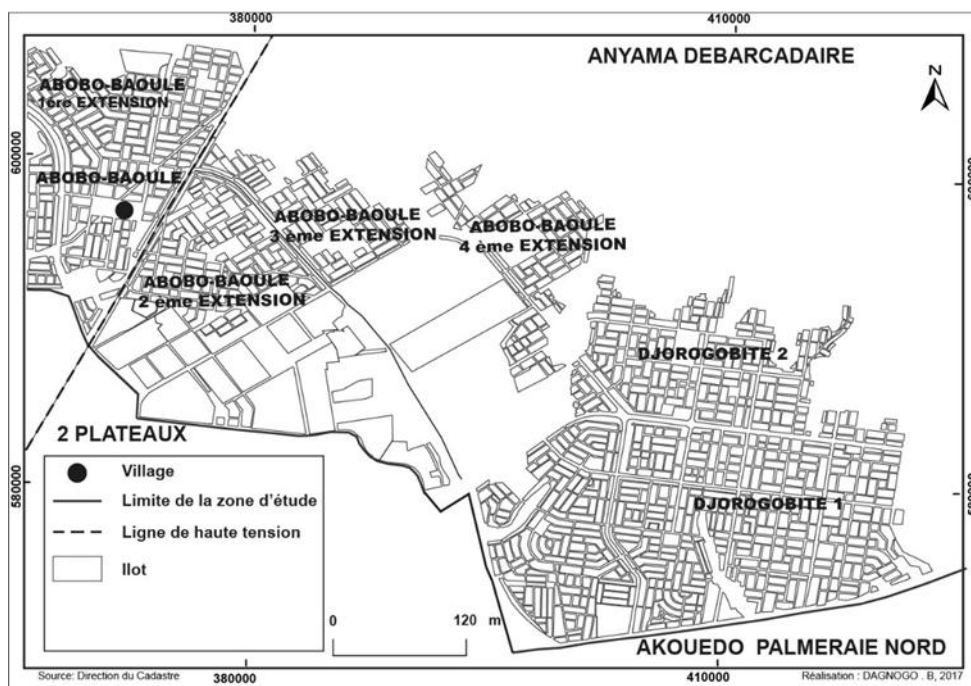 380000
410000
ANYAMA DEBARCADAIRE
N
ABOBO-BAOULE
1ère EXTENSION
600000
600000
ABOBO-BAOULE
ABOBO-BAOULE
3 ème EXTENSION
ABOBO-BAOULE
4 ème EXTENSION
ABOBO-BAOULE
2 ème EXTENSION
DJOROGOBITE 2
2 PLATEAUX
Village
Limite de la zone d'étude
Ligne de haute tension
Ilot
580000
580000
DJOROGOBITE 1
0 120 m
AKOUEDO PALMERAIE NORD
380000
410000
Source: Direction du Cadastre
Réalisation : DAGNOGO . B, 2017